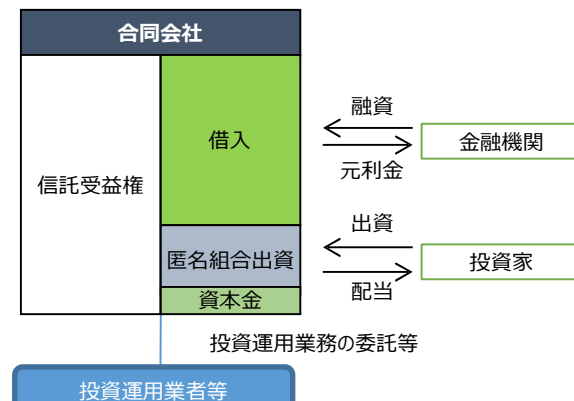 合同会社
信託受益権
借入
匿名組合出資
資本金
融資
元利金
金融機関
出資
配当
投資家
投資運用業務の委託等
投資運用業者等